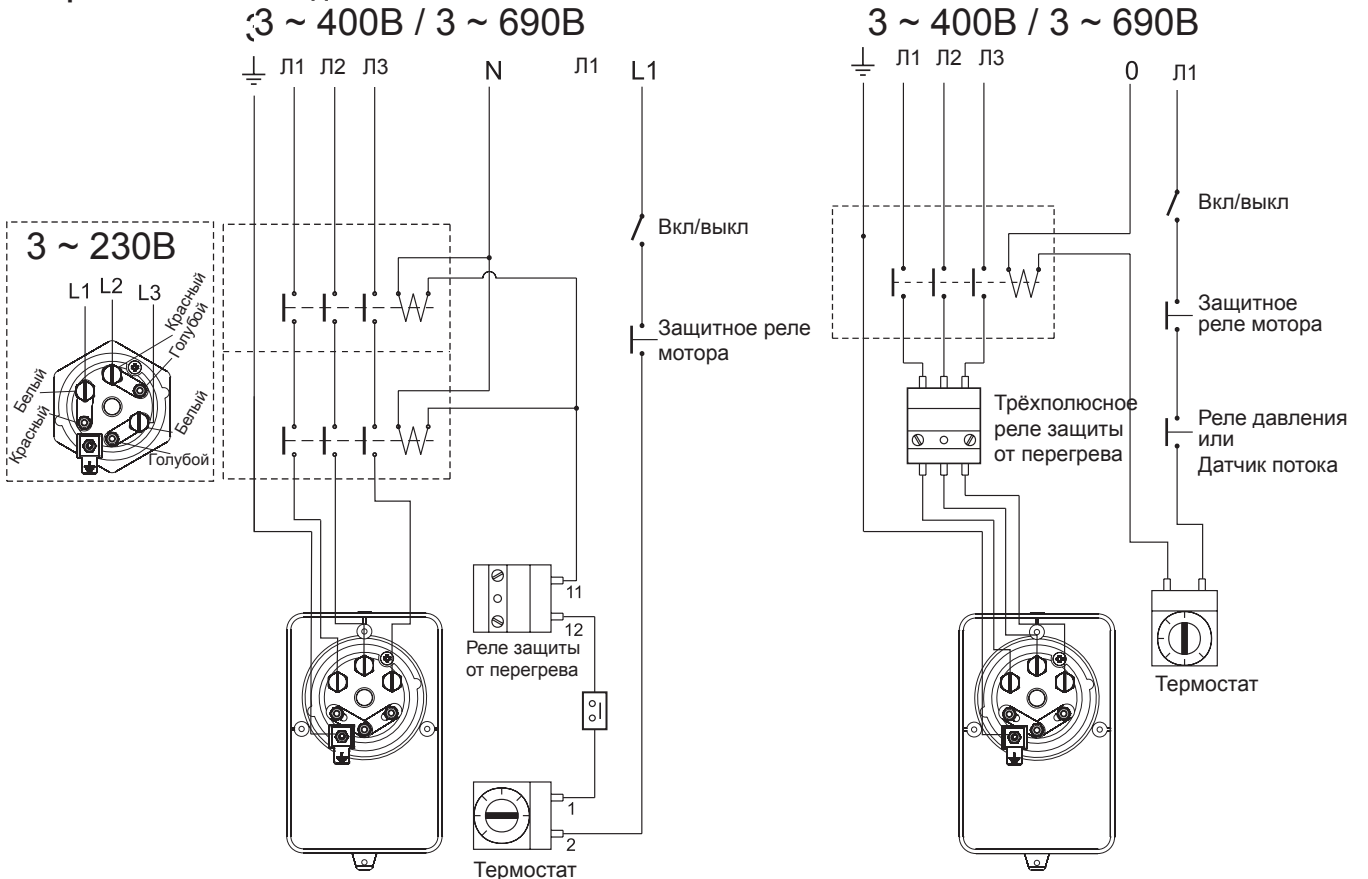 3 ~ 400В / 3 ~ 690В
Л1 Л2 Л3 N Л1 L1
Вкл/выкл
Защитное реле
мотора
3 ~ 230В
L1 L2 L3
Красный
Голубой
Белый
Красный
Белый
Голубой
11
12
Реле защиты
от перегрева
1
2
Термостат
3 ~ 400В / 3 ~ 690В
Л1 Л2 Л3 0 Л1
Вкл/выкл
Защитное
реле мотора
Трёхполюсное
реле защиты
от перегрева
Реле давления
или
Датчик потока
Термостат